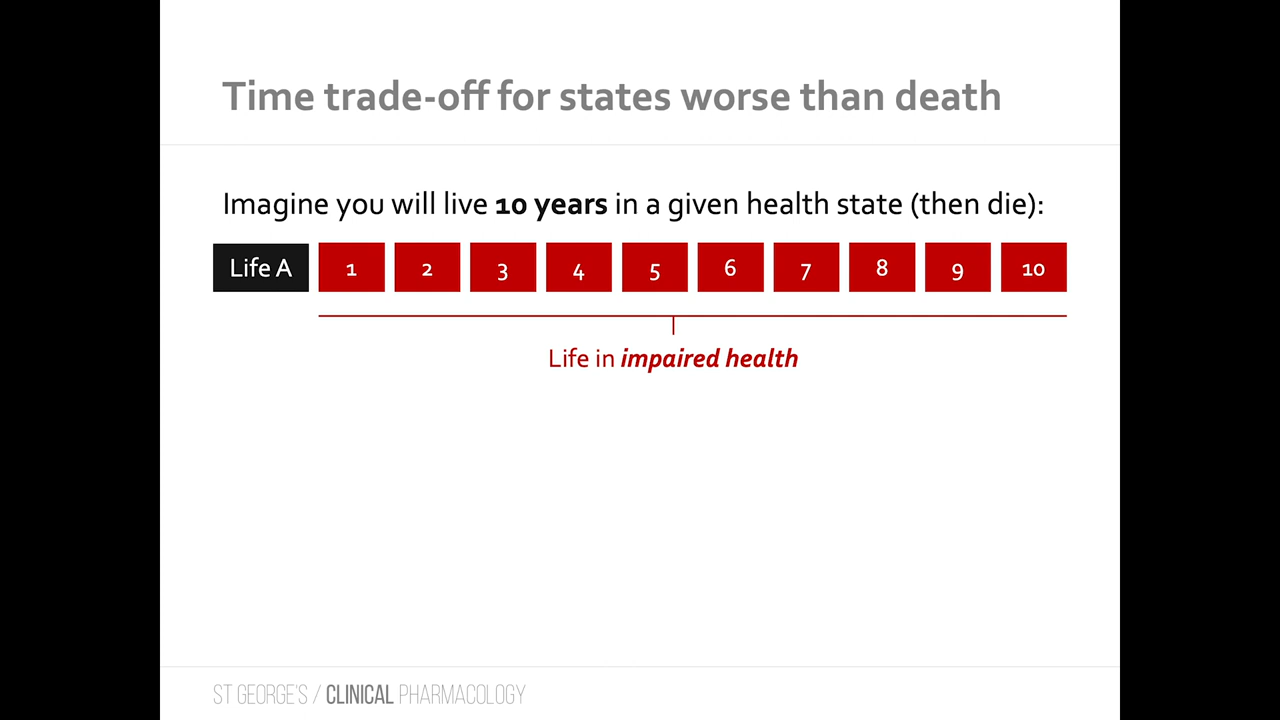 Time trade-off for states worse than death
Imagine you will live 10 years in a given health state (then die):
Life A 1 2 3 4 5 6 7 8 9 10
Life in impaired health
ST GEORGE'S / CLINICAL PHARMACOLOGY